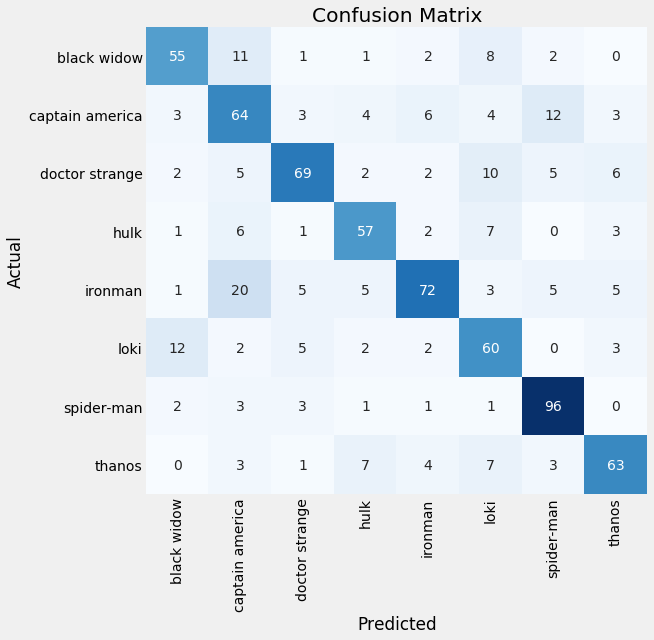 Confusion Matrix
black widow 55 11 1 1 2 8 2 0
captain america 3 64 3 4 6 4 12 3
doctor strange 2 5 69 2 2 10 5 6
hulk 1 6 1 57 2 7 0 3
ironman 1 20 5 5 72 3 5 5
loki 12 2 5 2 2 60 0 3
spider-man 2 3 3 1 1 1 96 0
thanos 0 3 1 7 4 7 3 63
Actual
black widow
captain america
doctor strange
hulk
ironman
loki
spider-man
thanos
Predicted